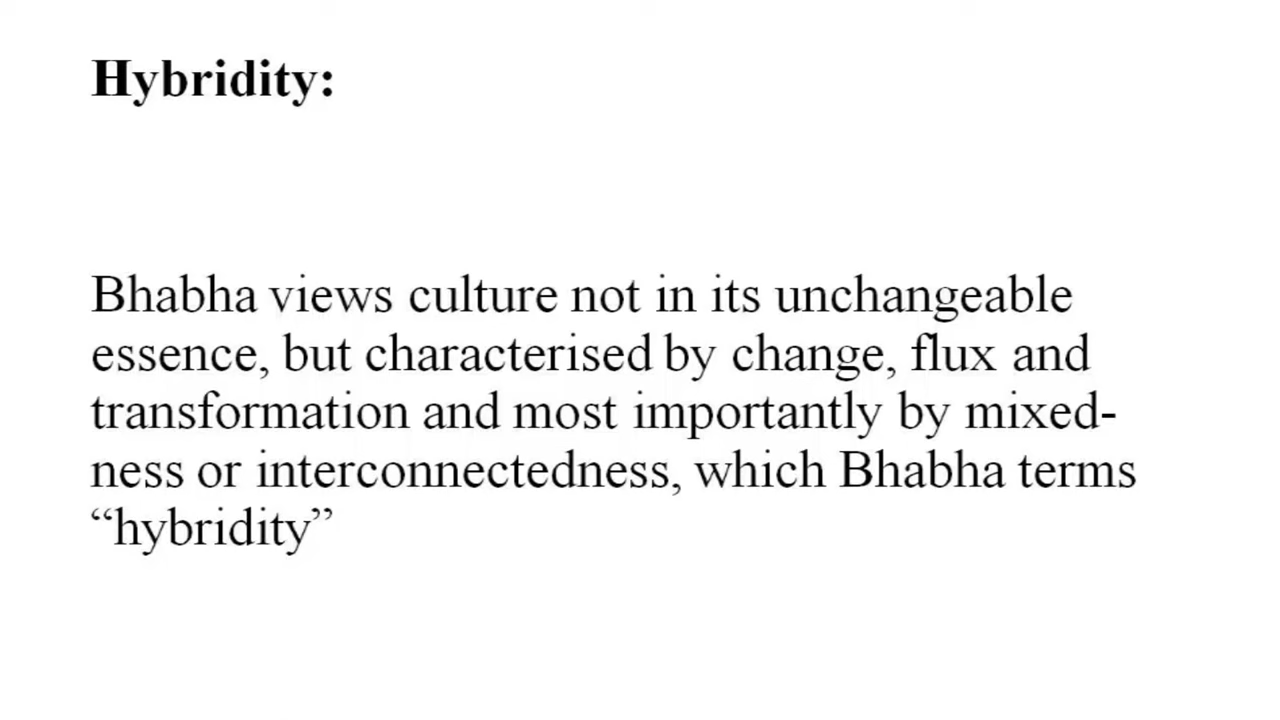 Hybridity:
Bhabha views culture not in its unchangeable
essence, but characterised by change, flux and
transformation and most importantly by mixed-
ness or interconnectedness, which Bhabha terms
“hybridity”